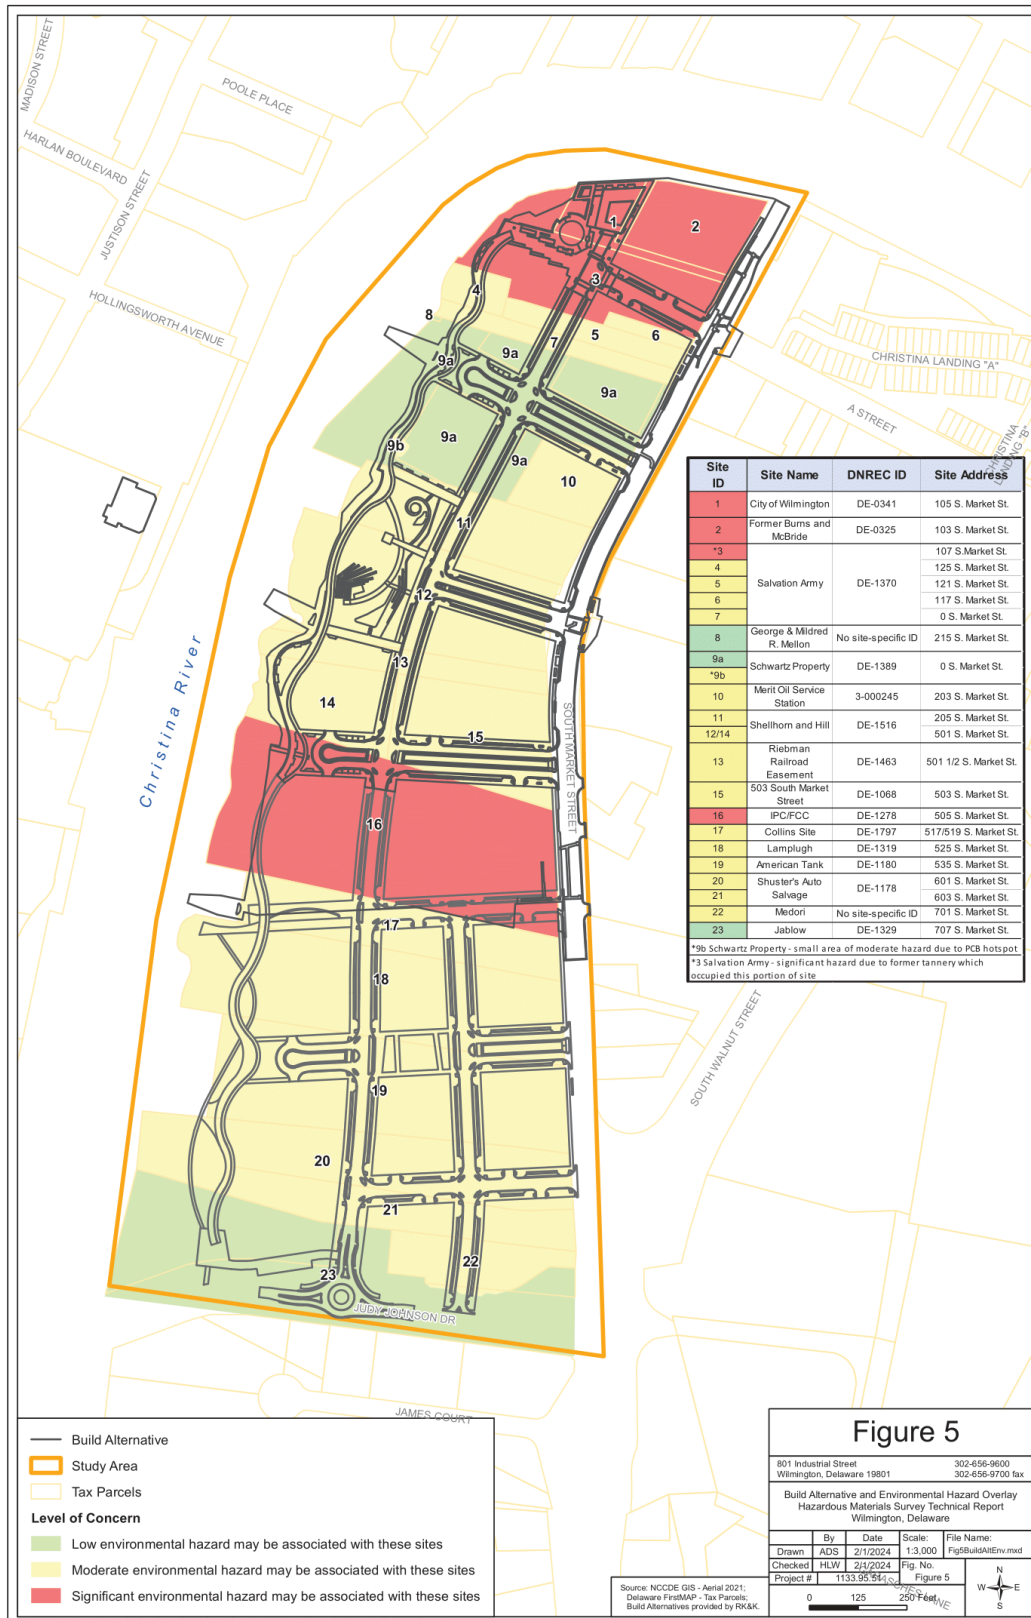 MADISON STREET
POOLE PLACE
HARLAN BOULEVARD
JUSTISON STREET
HOLLINGSWORTH AVENUE
CHRISTINA LANDING "A"
A STREET
CHRISTINA LANDING "B"
1
2
3
4
5
6
7
8
9a
9a
9a
9a
9a
9b
10
11
12
13
14
15
16
17
18
19
20
21
22
23
Christina River
SOUTH MARKET STREET
SOUTH WALNUT STREET
JUDY JOHNSON DR
JAMES COURT
Site ID Site Name DNREC ID Site Address
1 City of Wilmington DE-0341 105 S. Market St.
2 Former Burns and McBride DE-0325 103 S. Market St.
*3 107 S.Market St.
4 125 S. Market St.
5 Salvation Army DE-1370 121 S. Market St.
6 117 S. Market St.
7 0 S. Market St.
8 George & Mildred R. Mellon No site-specific ID 215 S. Market St.
9a Schwartz Property DE-1389 0 S. Market St.
*9b
10 Merit Oil Service Station 3-000245 203 S. Market St.
11 Shellhorn and Hill DE-1516 205 S. Market St.
12/14 501 S. Market St.
13 Riebman Railroad Easement DE-1463 501 1/2 S. Market St.
15 503 South Market Street DE-1068 503 S. Market St.
16 IPC/FCC DE-1278 505 S. Market St.
17 Collins Site DE-1797 517/519 S. Market St.
18 Lamplugh DE-1319 525 S. Market St.
19 American Tank DE-1180 535 S. Market St.
20 Shuster's Auto Salvage DE-1178 601 S. Market St.
21 603 S. Market St.
22 Medori No site-specific ID 701 S. Market St.
23 Jablow DE-1329 707 S. Market St.
*9b Schwartz Property - small area of moderate hazard due to PCB hotspot
*3 Salvation Army - significant hazard due to former tannery which
occupied this portion of site
Build Alternative
Study Area
Tax Parcels
Level of Concern
Low environmental hazard may be associated with these sites
Moderate environmental hazard may be associated with these sites
Significant environmental hazard may be associated with these sites
Source: NCCDE GIS - Aerial 2021;
Delaware FirstMAP - Tax Parcels;
Build Alternatives provided by RK&K.
Figure 5
801 Industrial Street 302-656-9600
Wilmington, Delaware 19801 302-656-9700 fax
Build Alternative and Environmental Hazard Overlay
Hazardous Materials Survey Technical Report
Wilmington, Delaware
By Date Scale: File Name:
Drawn ADS 2/1/2024 1:3,000 Fig5BuildAltEnv.mxd
Checked HLW 2/1/2024 Fig. No.
Project # 1133.95.51 Figure 5
0 125 250 Feet
N
W E
S